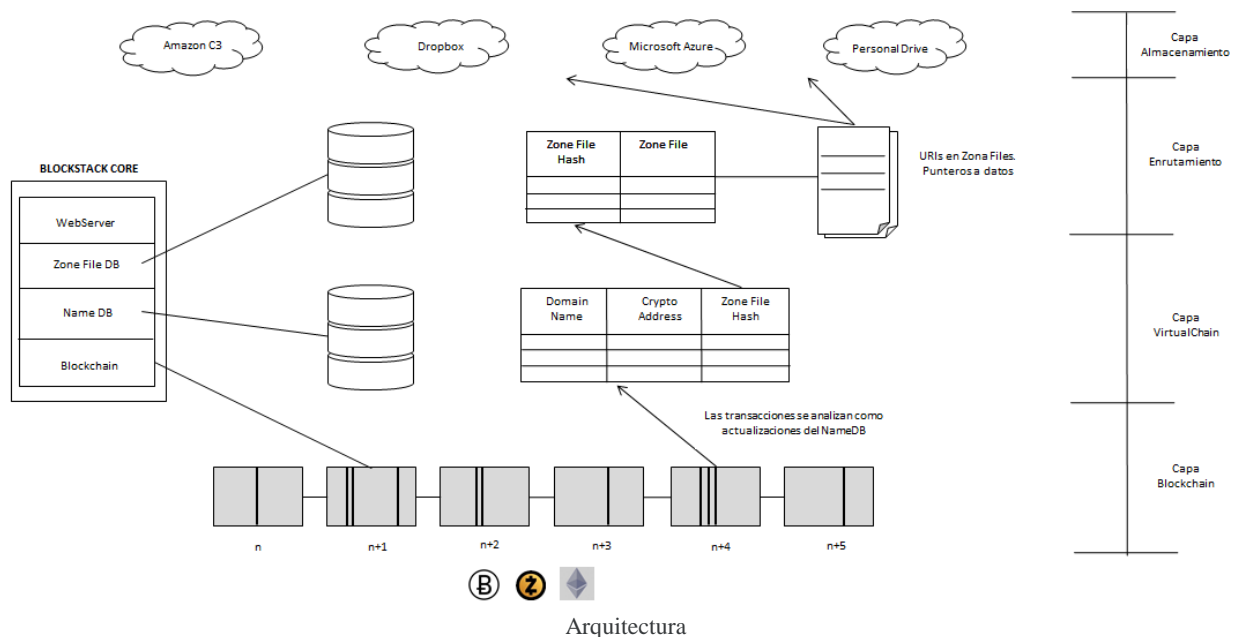 Amazon C3
Dropbox
Microsoft Azure
Personal Drive
Capa
Almacenamiento
BLOCKSTACK CORE
WebServer
Zone File DB
Name DB
Blockchain
Zone File
Hash
Zone File
URIs en Zona Files.
Punteros a datos
Capa
Enrutamiento
Domain
Name
Crypto
Address
Zone File
Hash
Capa
VirtualChain
Las transacciones se analizan como
actualizaciones del NameDB
Capa
Blockchain
n
n+1
n+2
n+3
n+4
n+5
Arquitectura